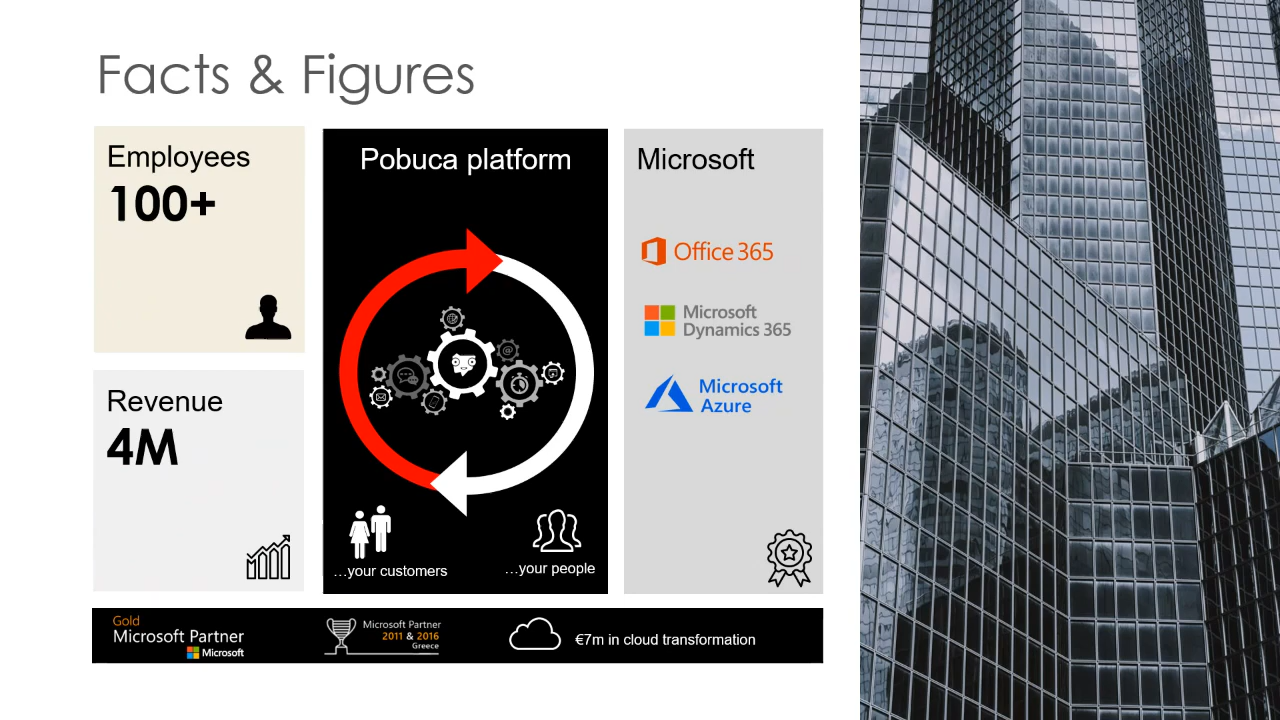 Facts & Figures
Employees
100+
Revenue
4M
Pobuca platform
@
...your customers
...your people
Microsoft
Office 365
Microsoft
Dynamics 365
Microsoft
Azure
Gold
Microsoft Partner
Microsoft
Microsoft Partner
2011 & 2016
Greece
€7m in cloud transformation